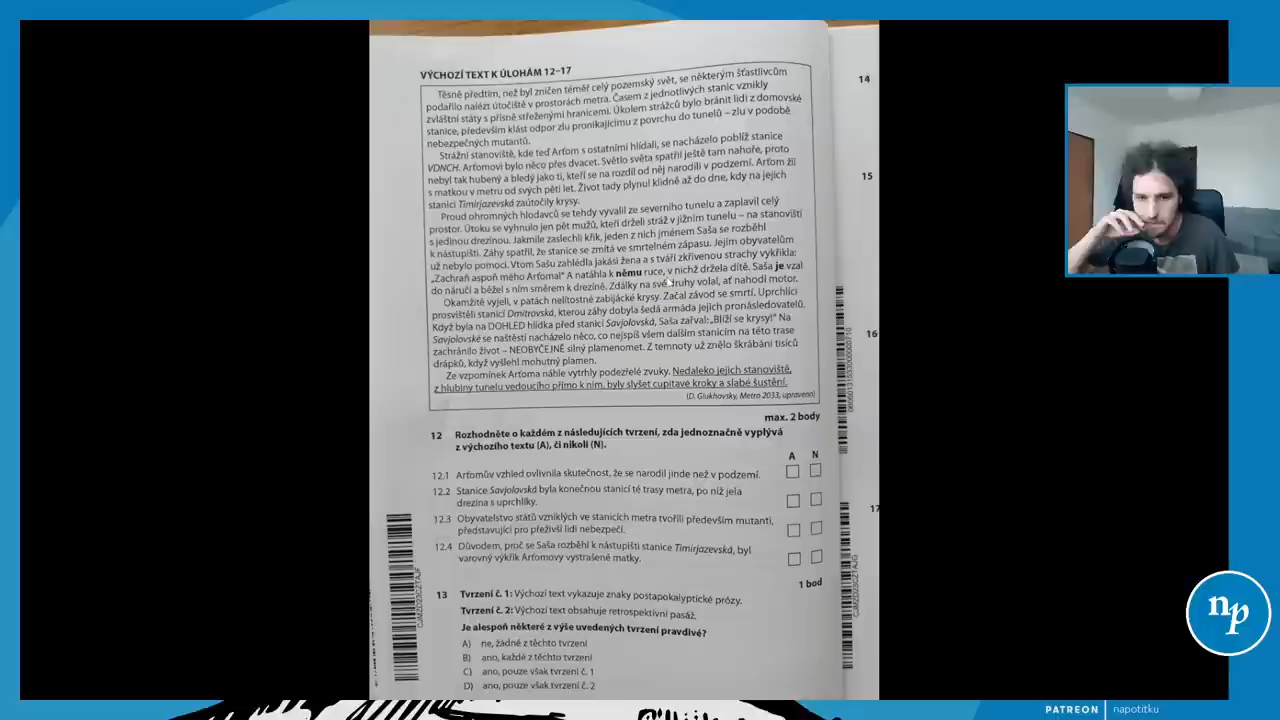 VÝCHOZÍ TEXT K ÚLOHÁM 12–17
Těsně předtím, než byl zničen téměř celý pozemský svět, se některým šťastlivcům
podařilo nalézt útočiště v prostorách metra. Časem z jednotlivých stanic vznikly
zvláštní státy s přísně střeženými hranicemi. Úkolem strážců bylo bránit lidi z domovské
stanice, především klást odpor zlu pronikajícímu z povrchu do tunelů – zlu v podobě
nebezpečných mutantů.
Strážní stanoviště, kde teď Arťom s ostatními hlídali, se nacházelo poblíž stanice
VDNCH. Arťomovi bylo něco přes dvacet. Světlo světa spatřil ještě tam nahoře, proto
nebyl tak hubený a bledý jako ti, kteří se na rozdíl od něj narodili v podzemí. Arťom žil
s matkou v metru od svých pěti let. Život tady plynul klidně až do dne, kdy na jejich
stanici Timirjazevská zaútočily krysy.
Proud ohromných hlodavců se tehdy vyvalil ze severního tunelu a zaplavil celý
prostor. Útoku se vyhnulo jen pět mužů, kteří drželi stráž v jižním tunelu – na stanovišti
s jedinou drezínou. Jakmile zaslechli křik, jeden z nich jménem Saša se rozběhl
k nástupišti. Záhy spatřil, že stanice se zmítá ve smrtelném zápasu. Jejím obyvatelům
už nebylo pomoci. Vtom Sašu zahlédla jakási žena a s tváří zkřivenou strachy vykřikla:
„Zachraň aspoň mého Arťoma!" A natáhla k němu ruce, v nichž držela dítě. Saša je vzal
do náručí a běžel s ním směrem k drezíně. Zdálky na své druhy volal, ať nahodí motor.
Okamžitě vyjeli, v patách nelítostné zabijácké krysy. Začal závod se smrtí. Uprchlíci
prosvištěli stanicí Dmitrovská, kterou záhy dobyla šedá armáda jejich pronásledovatelů.
Když byla na DOHLED hlídka před stanicí Savjolovská, Saša zařval: „Blíží se krysy!" Na
Savjolovské se naštěstí nacházelo něco, co nejspíš všem dalším stanicím na této trase
zachránilo život – NEOBYČEJNĚ silný plamenomet. Z temnoty už znělo škrábání tisíců
drápků, když vyšlehl mohutný plamen.
Ze vzpomínek Arťoma náhle vytrhly podezřelé zvuky. Nedaleko jejich stanoviště,
z hlubiny tunelu vedoucího přímo k nim, byly slyšet cupitavé kroky a slabé šustění.
(D. Glukhovsky, Metro 2033, upraveno)
max. 2 body
12 Rozhodněte o každém z následujících tvrzení, zda jednoznačně vyplývá
z výchozího textu (A), či nikoli (N).
A N
12.1 Arťomův vzhled ovlivnila skutečnost, že se narodil jinde než v podzemí.
12.2 Stanice Savjolovská byla konečnou stanicí té trasy metra, po níž jela
drezína s uprchlíky.
12.3 Obyvatelstvo států vzniklých ve stanicích metra tvořili především mutanti,
představující pro přeživší lidi nebezpečí.
12.4 Důvodem, proč se Saša rozběhl k nástupišti stanice Timirjazevská, byl
varovný výkřik Arťomovy vystrašené matky.
1 bod
13 Tvrzení č. 1: Výchozí text vykazuje znaky postapokalyptické prózy.
Tvrzení č. 2: Výchozí text obsahuje retrospektivní pasáž.
Je alespoň některé z výše uvedených tvrzení pravdivé?
A) ne, žádné z těchto tvrzení
B) ano, každé z těchto tvrzení
C) ano, pouze však tvrzení č. 1
D) ano, pouze však tvrzení č. 2
14
15
16
17
np
PATREON napotitku